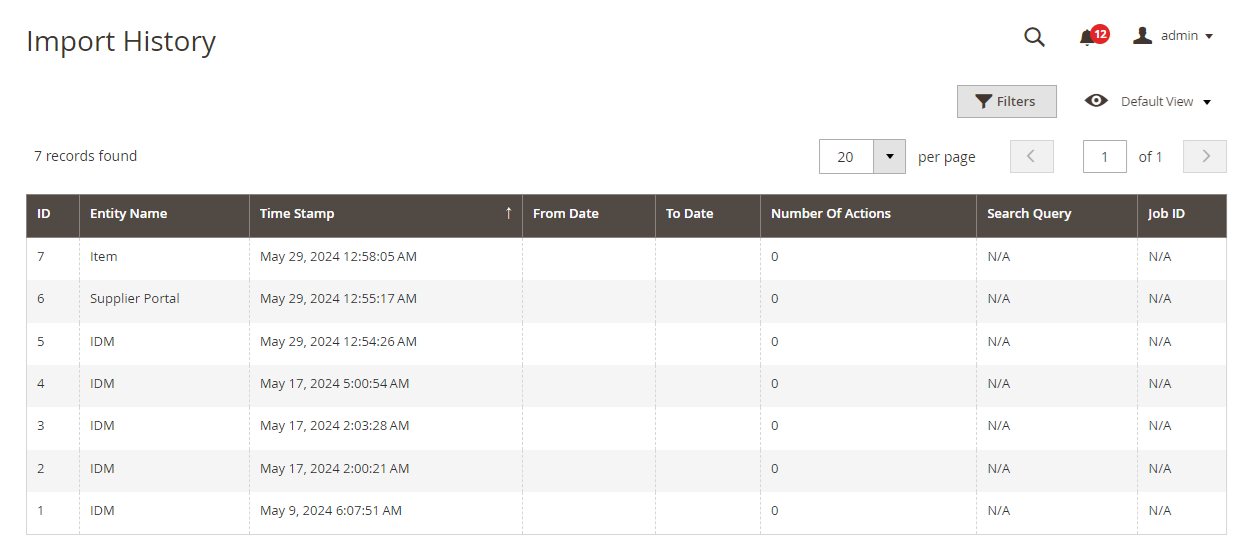 Import History
12
admin
Filters
Default View
7 records found
20 per page
1 of 1
ID Entity Name Time Stamp ↑ From Date To Date Number Of Actions Search Query Job ID
7 Item May 29, 2024 12:58:05 AM 0 N/A N/A
6 Supplier Portal May 29, 2024 12:55:17 AM 0 N/A N/A
5 IDM May 29, 2024 12:54:26 AM 0 N/A N/A
4 IDM May 17, 2024 5:00:54 AM 0 N/A N/A
3 IDM May 17, 2024 2:03:28 AM 0 N/A N/A
2 IDM May 17, 2024 2:00:21 AM 0 N/A N/A
1 IDM May 9, 2024 6:07:51 AM 0 N/A N/A